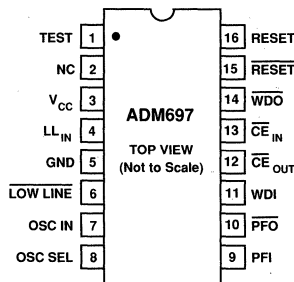 TEST 1
NC 2
VCC 3
LLIN 4
GND 5
LOW LINE 6
OSC IN 7
OSC SEL 8
ADM697
TOP VIEW
(Not to Scale)
16 RESET
15 RESET
14 WDO
13 CE IN
12 CE OUT
11 WDI
10 PFO
9 PFI